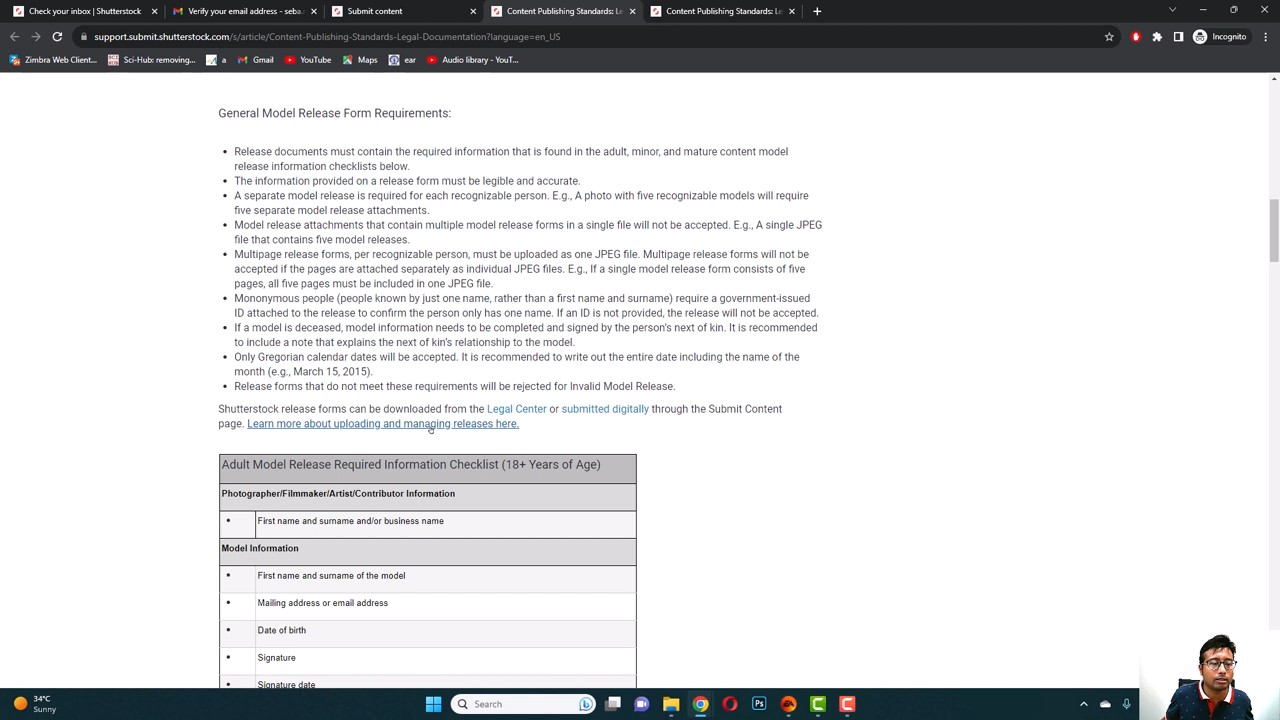 Check your inbox | Shutterstock
Verify your email address - seba
Submit content
Content Publishing Standards: Le
Content Publishing Standards: Le
support.submit.shutterstock.com/s/article/Content-Publishing-Standards-Legal-Documentation?language=en_US
Incognito
Zimbra Web Client...
Sci-Hub: removing...
a
Gmail
YouTube
Maps
ear
Audio library - YouT...
General Model Release Form Requirements:
• Release documents must contain the required information that is found in the adult, minor, and mature content model
release information checklists below.
• The information provided on a release form must be legible and accurate.
• A separate model release is required for each recognizable person. E.g., A photo with five recognizable models will require
five separate model release attachments.
• Model release attachments that contain multiple model release forms in a single file will not be accepted. E.g., A single JPEG
file that contains five model releases.
• Multipage release forms, per recognizable person, must be uploaded as one JPEG file. Multipage release forms will not be
accepted if the pages are attached separately as individual JPEG files. E.g., If a single model release form consists of five
pages, all five pages must be included in one JPEG file.
• Mononymous people (people known by just one name, rather than a first name and surname) require a government-issued
ID attached to the release to confirm the person only has one name. If an ID is not provided, the release will not be accepted.
• If a model is deceased, model information needs to be completed and signed by the person's next of kin. It is recommended
to include a note that explains the next of kin's relationship to the model.
• Only Gregorian calendar dates will be accepted. It is recommended to write out the entire date including the name of the
month (e.g., March 15, 2015).
• Release forms that do not meet these requirements will be rejected for Invalid Model Release.
Shutterstock release forms can be downloaded from the Legal Center or submitted digitally through the Submit Content
page. Learn more about uploading and managing releases here.
Adult Model Release Required Information Checklist (18+ Years of Age)
Photographer/Filmmaker/Artist/Contributor Information
• First name and surname and/or business name
Model Information
• First name and surname of the model
• Mailing address or email address
• Date of birth
• Signature
• Signature date
34°C
Sunny
Search
Ps